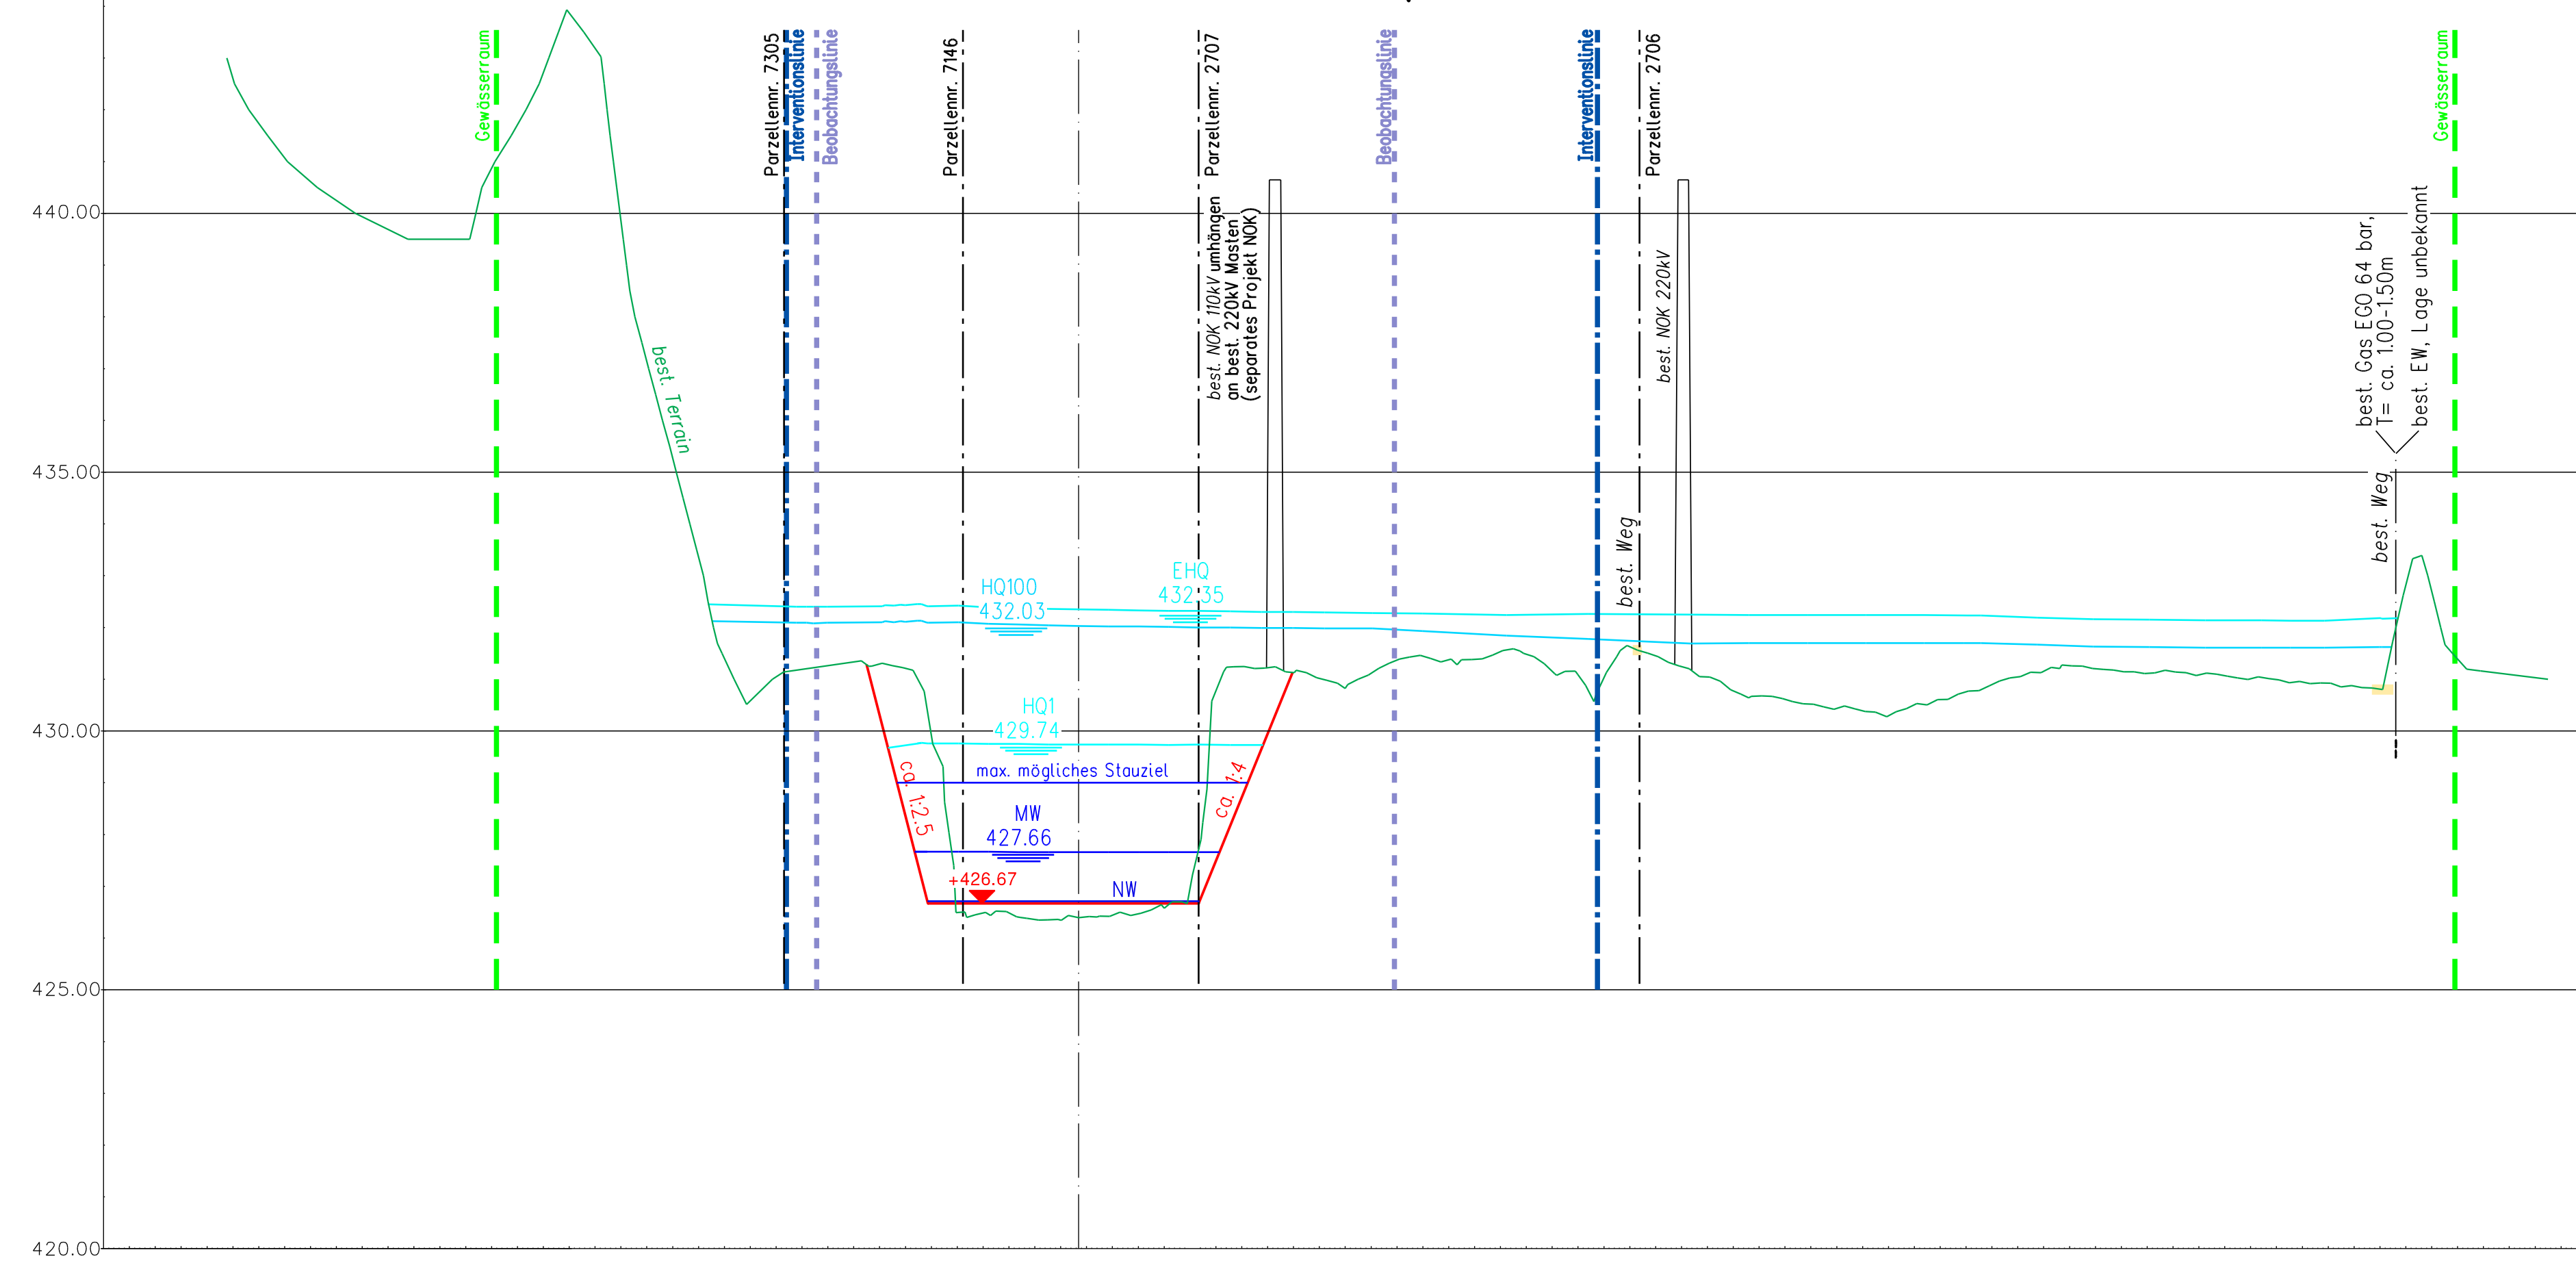 Gewässerraum
Parzellennr. 7305
Interventionslinie
Beobachtungslinie
Parzellennr. 7146
Parzellennr. 2707
Beobachtungslinie
Interventionslinie
Parzellennr. 2706
Gewässerraum
best. NOK 110kV umhängen
an best. 220kV Masten
(separates Projekt NOK)
best. NOK 220kV
best. Gas EGO 64 bar,
T= ca. 1.00-1.50m
best. EW, Lage unbekannt
440.00
best. Terrain
435.00
best. Weg
best. Weg
HQ100
432.03
EHQ
432.35
HQ1
429.74
430.00
max. mögliches Stauziel
ca. 1:2.5
ca. 1:4
MW
427.66
+426.67
NW
425.00
420.00